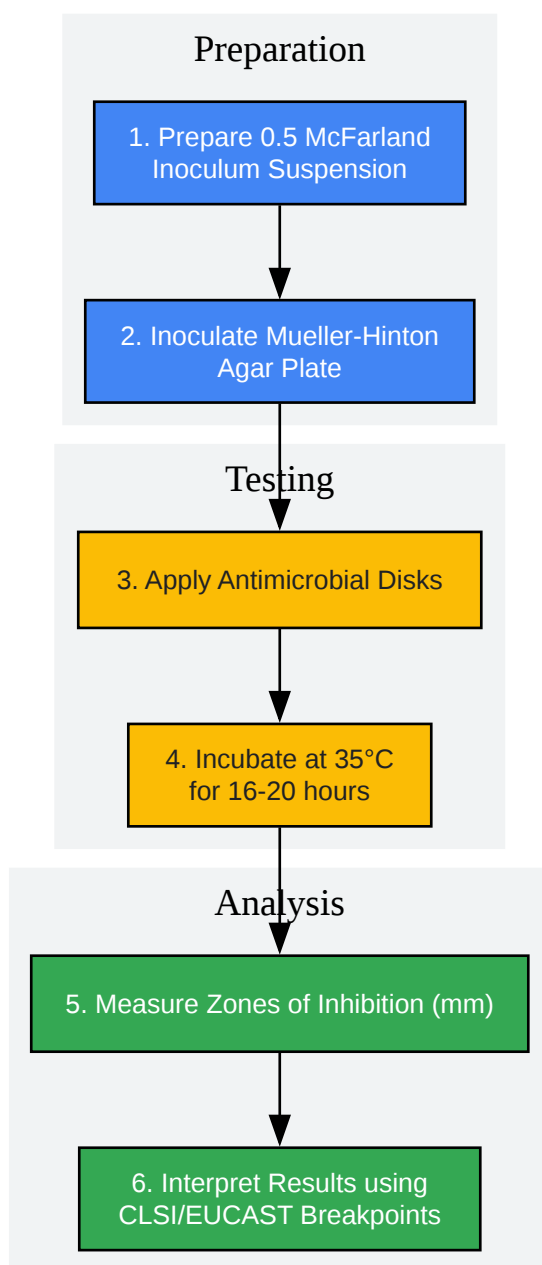 Preparation
1. Prepare 0.5 McFarland
Inoculum Suspension
2. Inoculate Mueller-Hinton
Agar Plate
Testing
3. Apply Antimicrobial Disks
4. Incubate at 35°C
for 16-20 hours
Analysis
5. Measure Zones of Inhibition (mm)
6. Interpret Results using
CLSI/EUCAST Breakpoints